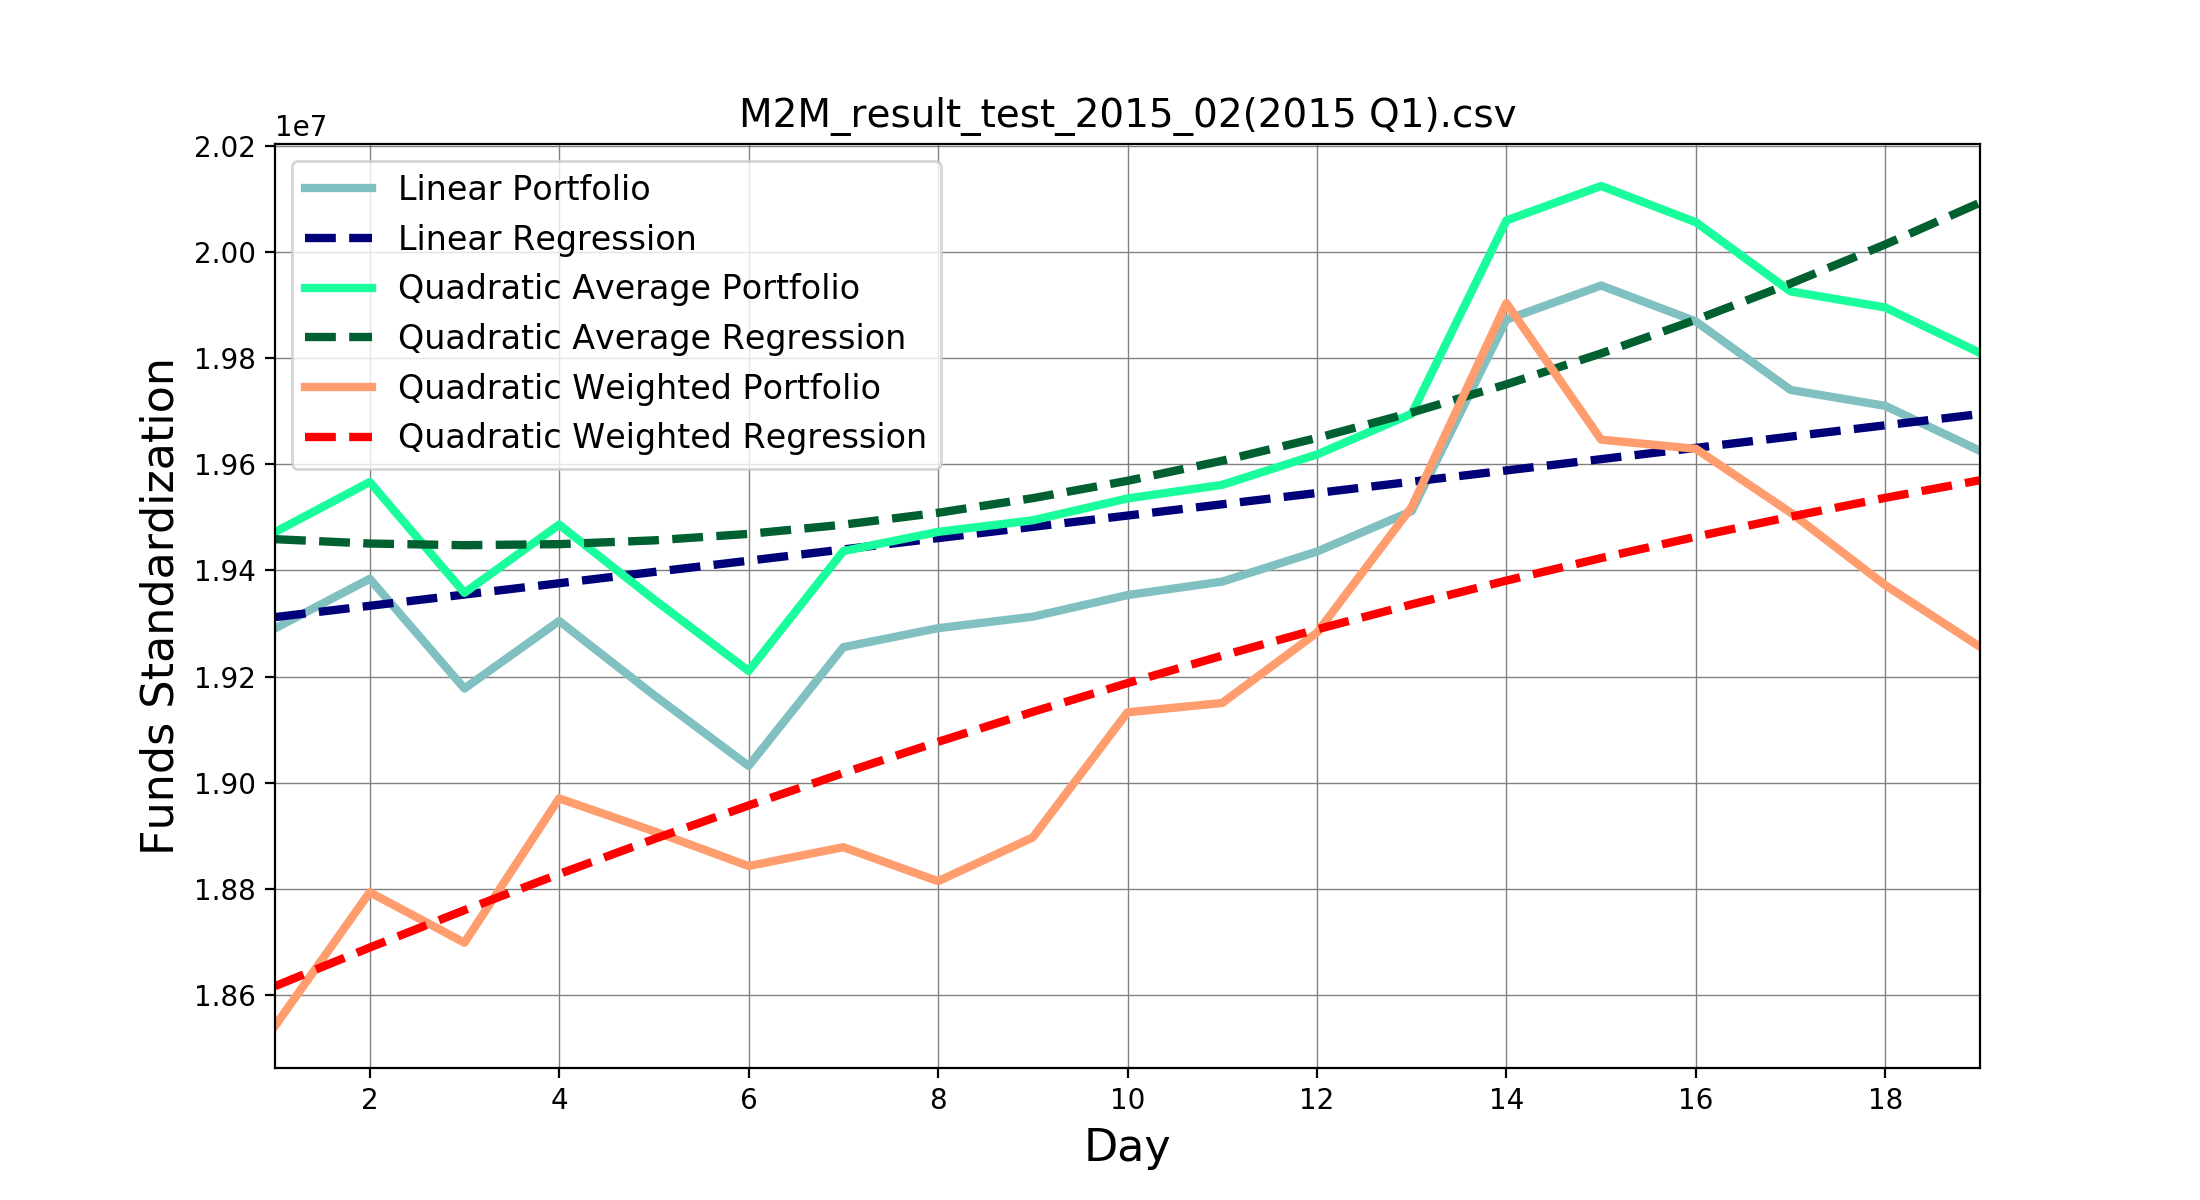 M2M_result_test_2015_02(2015 Q1).csv
1e7
2.02
2.00
1.98
1.96
1.94
1.92
1.90
1.88
1.86
Funds Standardization
Linear Portfolio
Linear Regression
Quadratic Average Portfolio
Quadratic Average Regression
Quadratic Weighted Portfolio
Quadratic Weighted Regression
2 4 6 8 10 12 14 16 18
Day